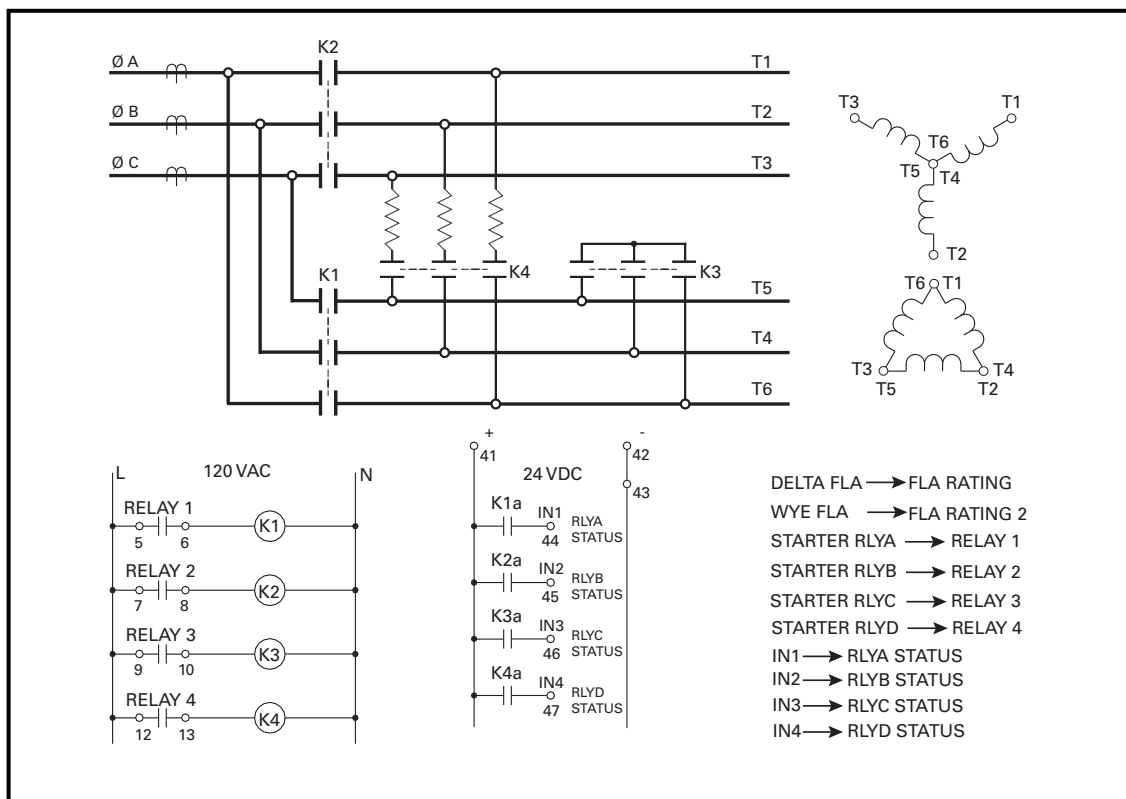 K2
Ø A
T1
Ø B
T2
Ø C
T3
K1
K4
K3
T5
T4
T6
T3
T1
T6
T5
T4
T2
T6
T1
T3
T4
T5
T2
L
120 VAC
N
RELAY 1
5
6
K1
RELAY 2
7
8
K2
RELAY 3
9
10
K3
RELAY 4
12
13
K4
+
-
41
24 VDC
42
43
K1a
IN1
44
RLYA
STATUS
K2a
IN2
45
RLYB
STATUS
K3a
IN3
46
RLYC
STATUS
K4a
IN4
47
RLYD
STATUS
DELTA FLA → FLA RATING
WYE FLA → FLA RATING 2
STARTER RLYA → RELAY 1
STARTER RLYB → RELAY 2
STARTER RLYC → RELAY 3
STARTER RLYD → RELAY 4
IN1 → RLYA STATUS
IN2 → RLYB STATUS
IN3 → RLYC STATUS
IN4 → RLYD STATUS